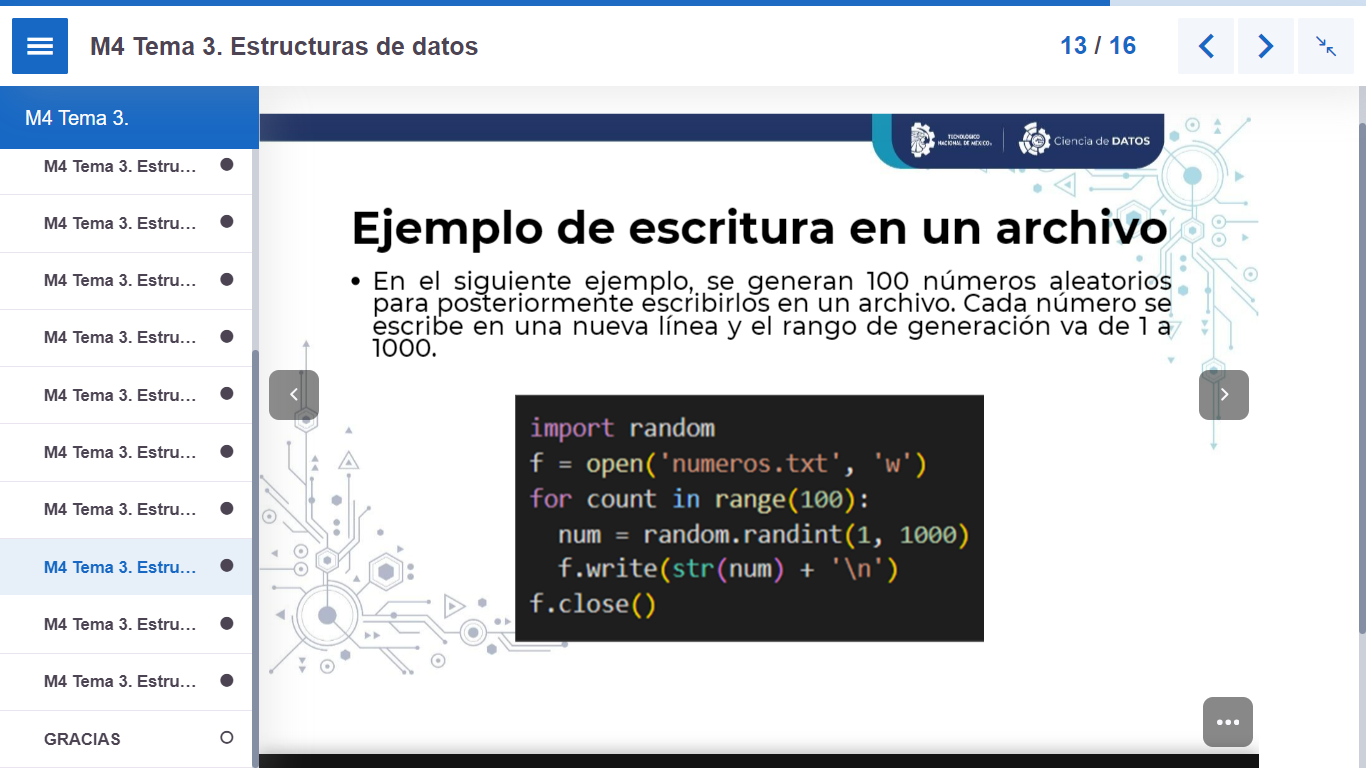 M4 Tema 3. Estructuras de datos
13 / 16
M4 Tema 3.
M4 Tema 3. Estru...
M4 Tema 3. Estru...
M4 Tema 3. Estru...
M4 Tema 3. Estru...
M4 Tema 3. Estru...
M4 Tema 3. Estru...
M4 Tema 3. Estru...
M4 Tema 3. Estru...
M4 Tema 3. Estru...
M4 Tema 3. Estru...
GRACIAS
TECNOLÓGICO
NACIONAL DE MÉXICO
Ciencia de DATOS
Ejemplo de escritura en un archivo
• En el siguiente ejemplo, se generan 100 números aleatorios
para posteriormente escribirlos en un archivo. Cada número se
escribe en una nueva línea y el rango de generación va de 1 a
1000.
import random
f = open('numeros.txt', 'w')
for count in range(100):
  num = random.randint(1, 1000)
  f.write(str(num) + '\n')
f.close()